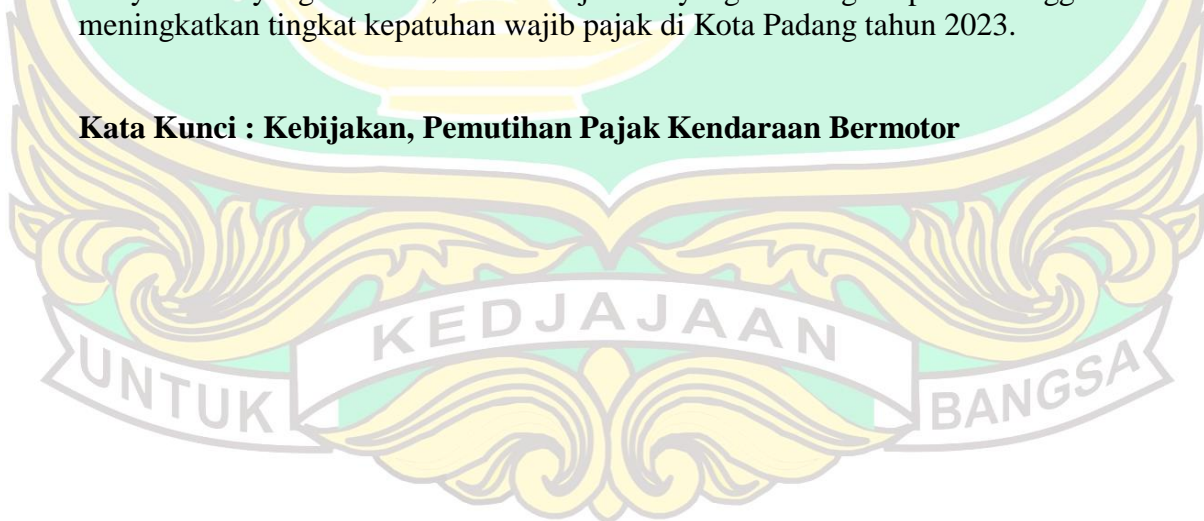 meningkatkan tingkat kepatuhan wajib pajak di Kota Padang tahun 2023.
Kata Kunci : Kebijakan, Pemutihan Pajak Kendaraan Bermotor
UNTUK KEDJAJAAN BANGSA